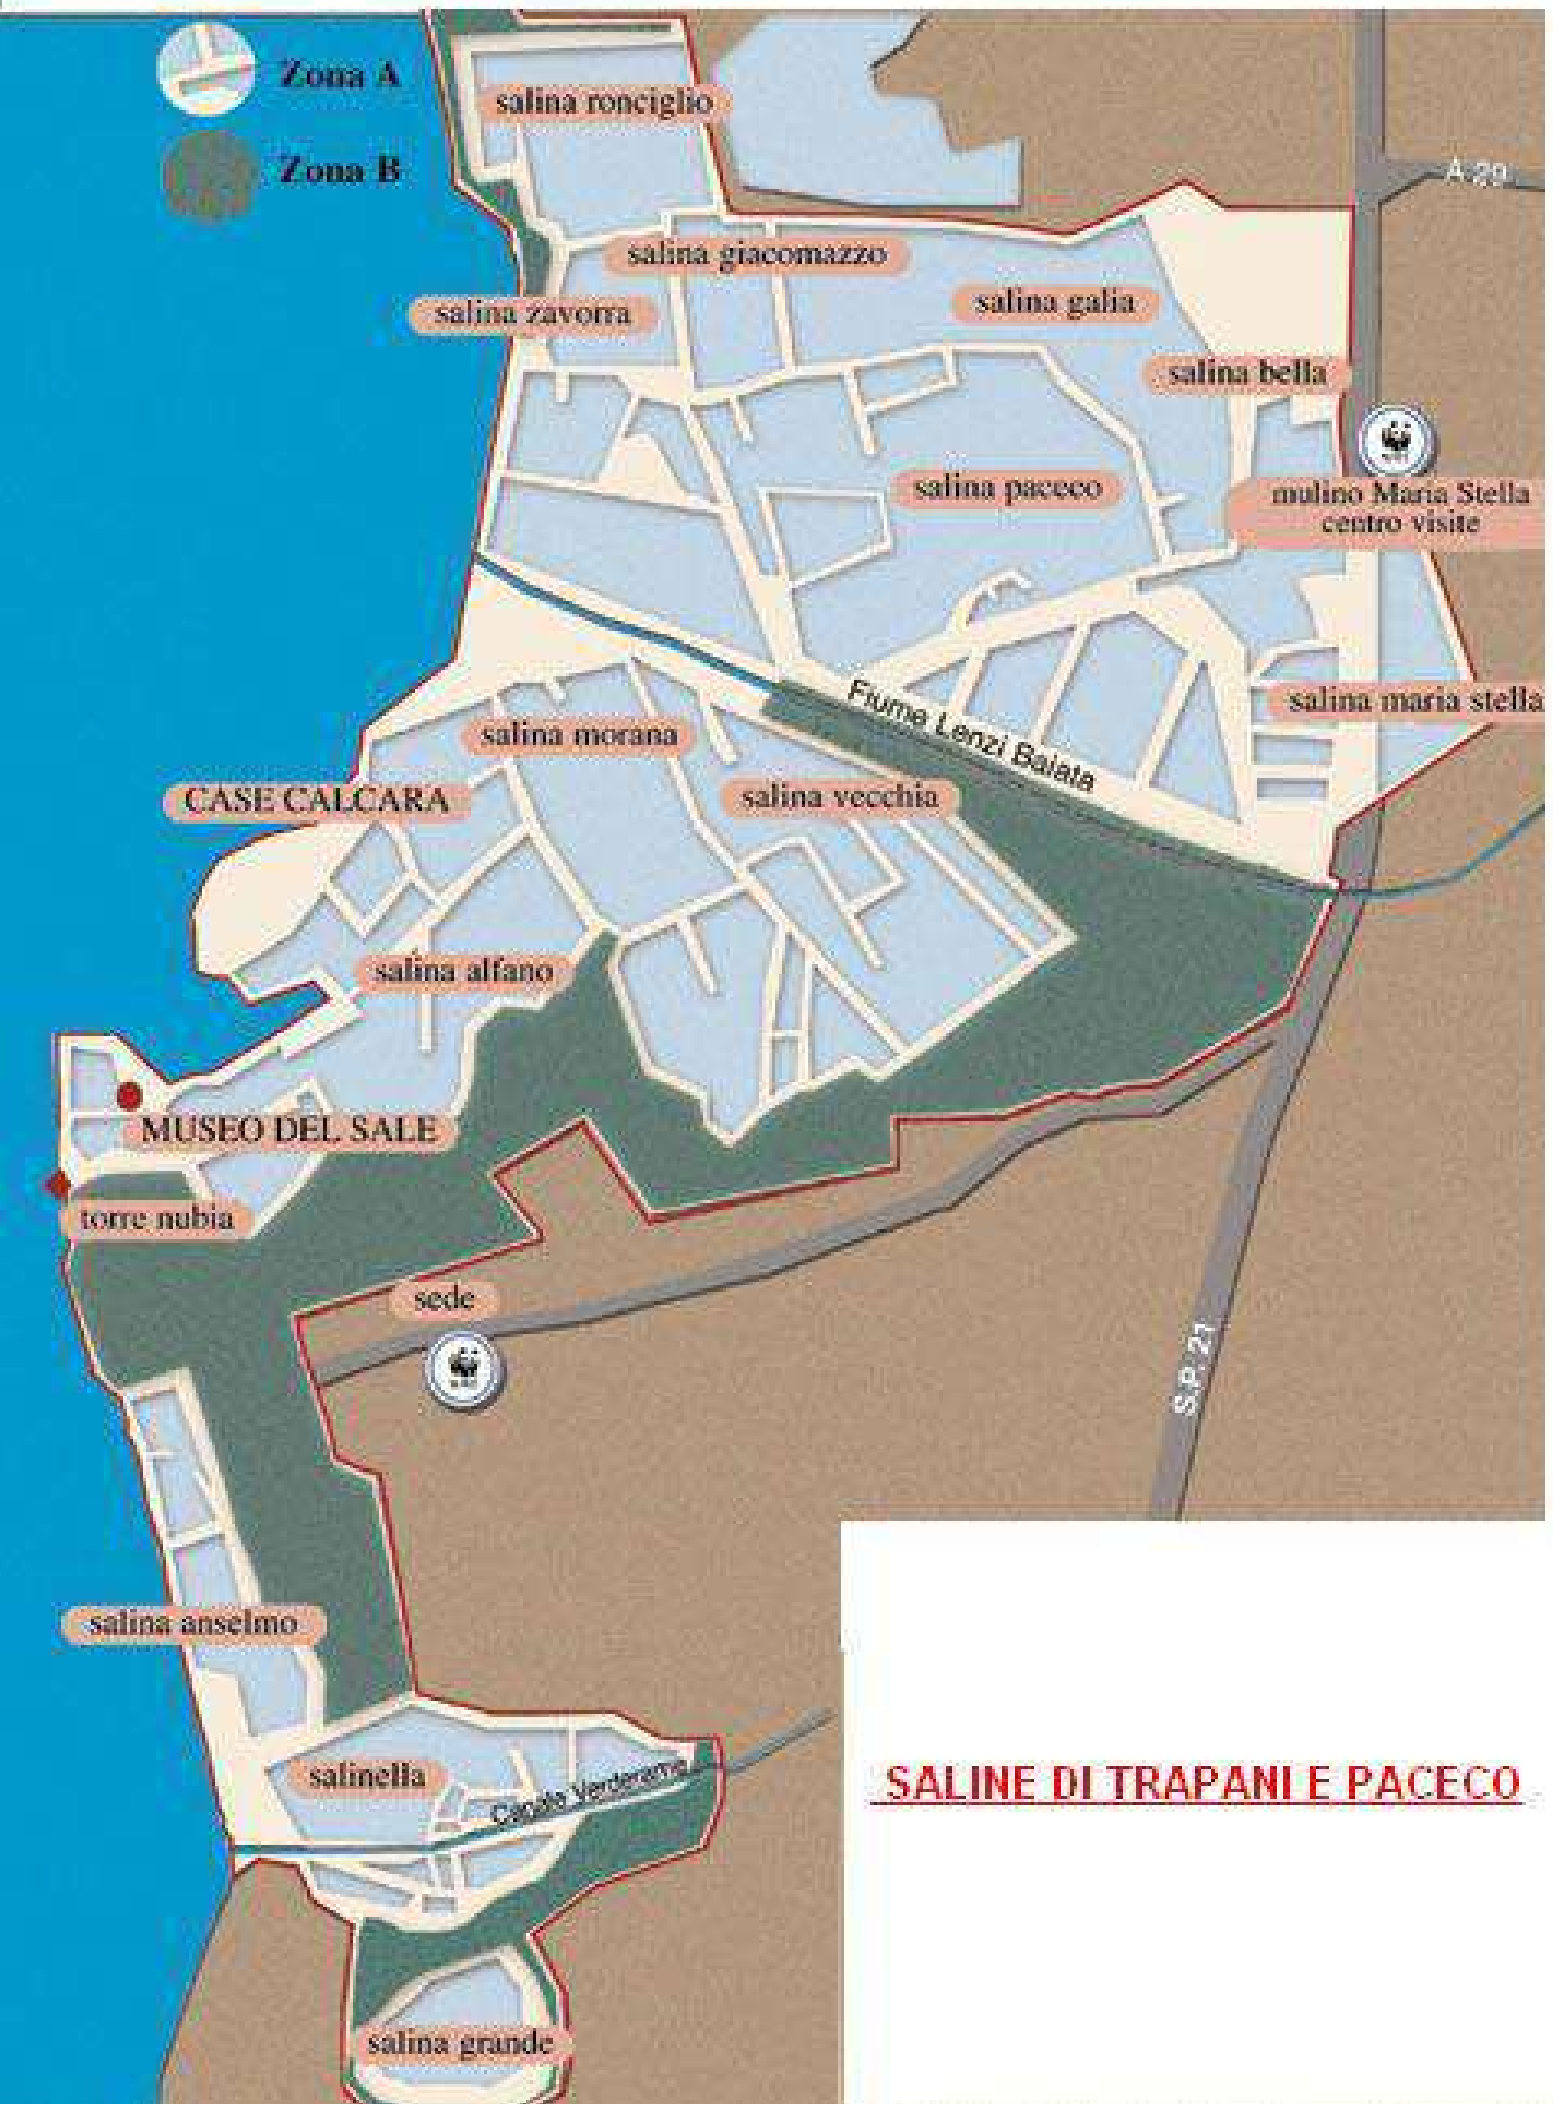 Zona A
Zona B
salina ronciglio
A 29
salina giacomazzo
salina galia
salina zavorra
salina bella
salina paceco
mulino Maria Stella
centro visite
Fiume Lenzi Baiata
salina maria stella
salina morana
CASE CALCARA
salina vecchia
salina alfano
MUSEO DEL SALE
torre nubia
sede
S.P. 21
salina anselmo
salinella
Canale Verderame
SALINE DI TRAPANI E PACECO
salina grande